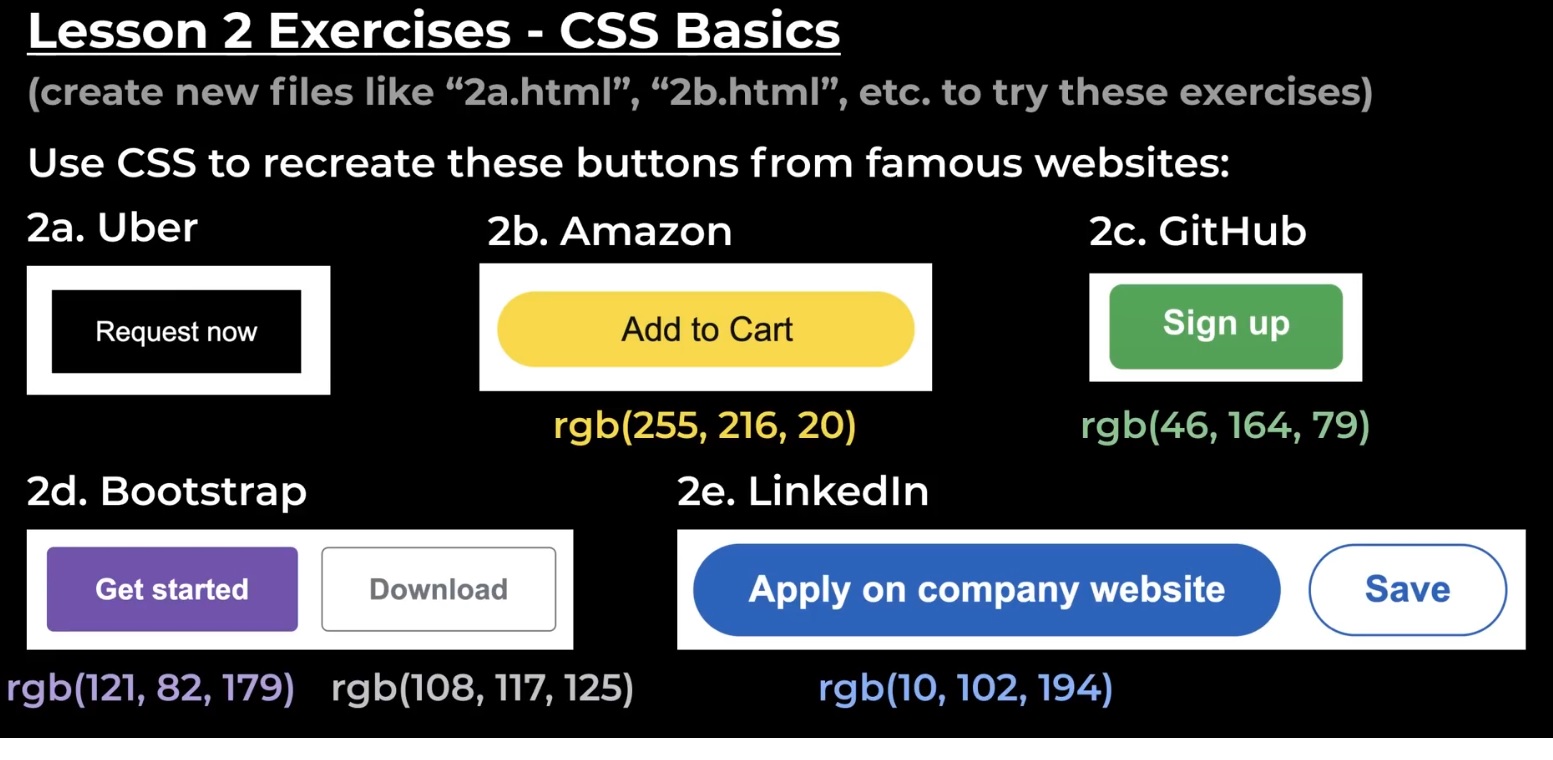 Lesson 2 Exercises - CSS Basics
(create new files like “2a.html”, “2b.html”, etc. to try these exercises)
Use CSS to recreate these buttons from famous websites:
2a. Uber
Request now
2b. Amazon
Add to Cart
rgb(255, 216, 20)
2c. GitHub
Sign up
rgb(46, 164, 79)
2d. Bootstrap
Get started
Download
rgb(121, 82, 179)
rgb(108, 117, 125)
2e. LinkedIn
Apply on company website
Save
rgb(10, 102, 194)